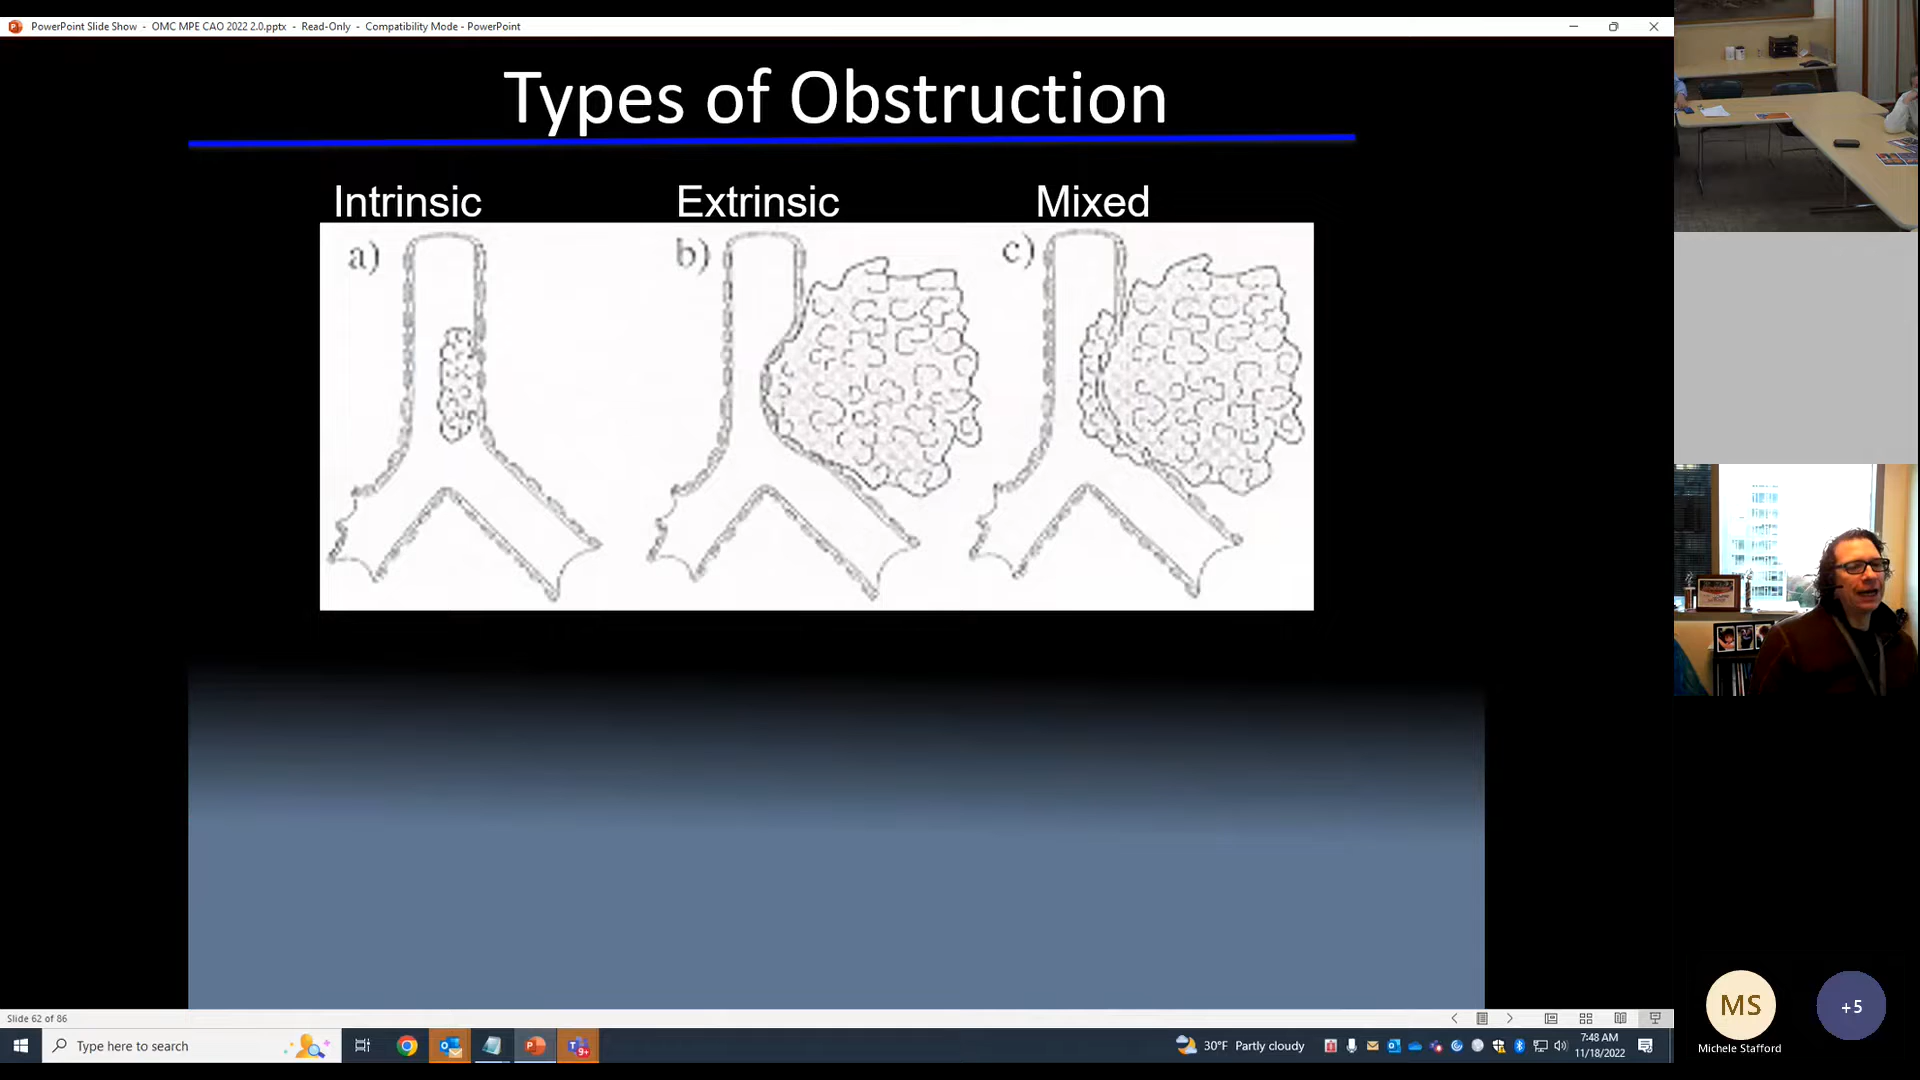 PowerPoint Slide Show - OMC MPE CAO 2022 2.0.pptx - Read-Only - Compatibility Mode - PowerPoint
Types of Obstruction
Intrinsic Extrinsic Mixed
a) b) c)
Slide 62 of 86
Type here to search
9+
30°F Partly cloudy
7:48 AM
11/18/2022
MS
+5
Michele Stafford